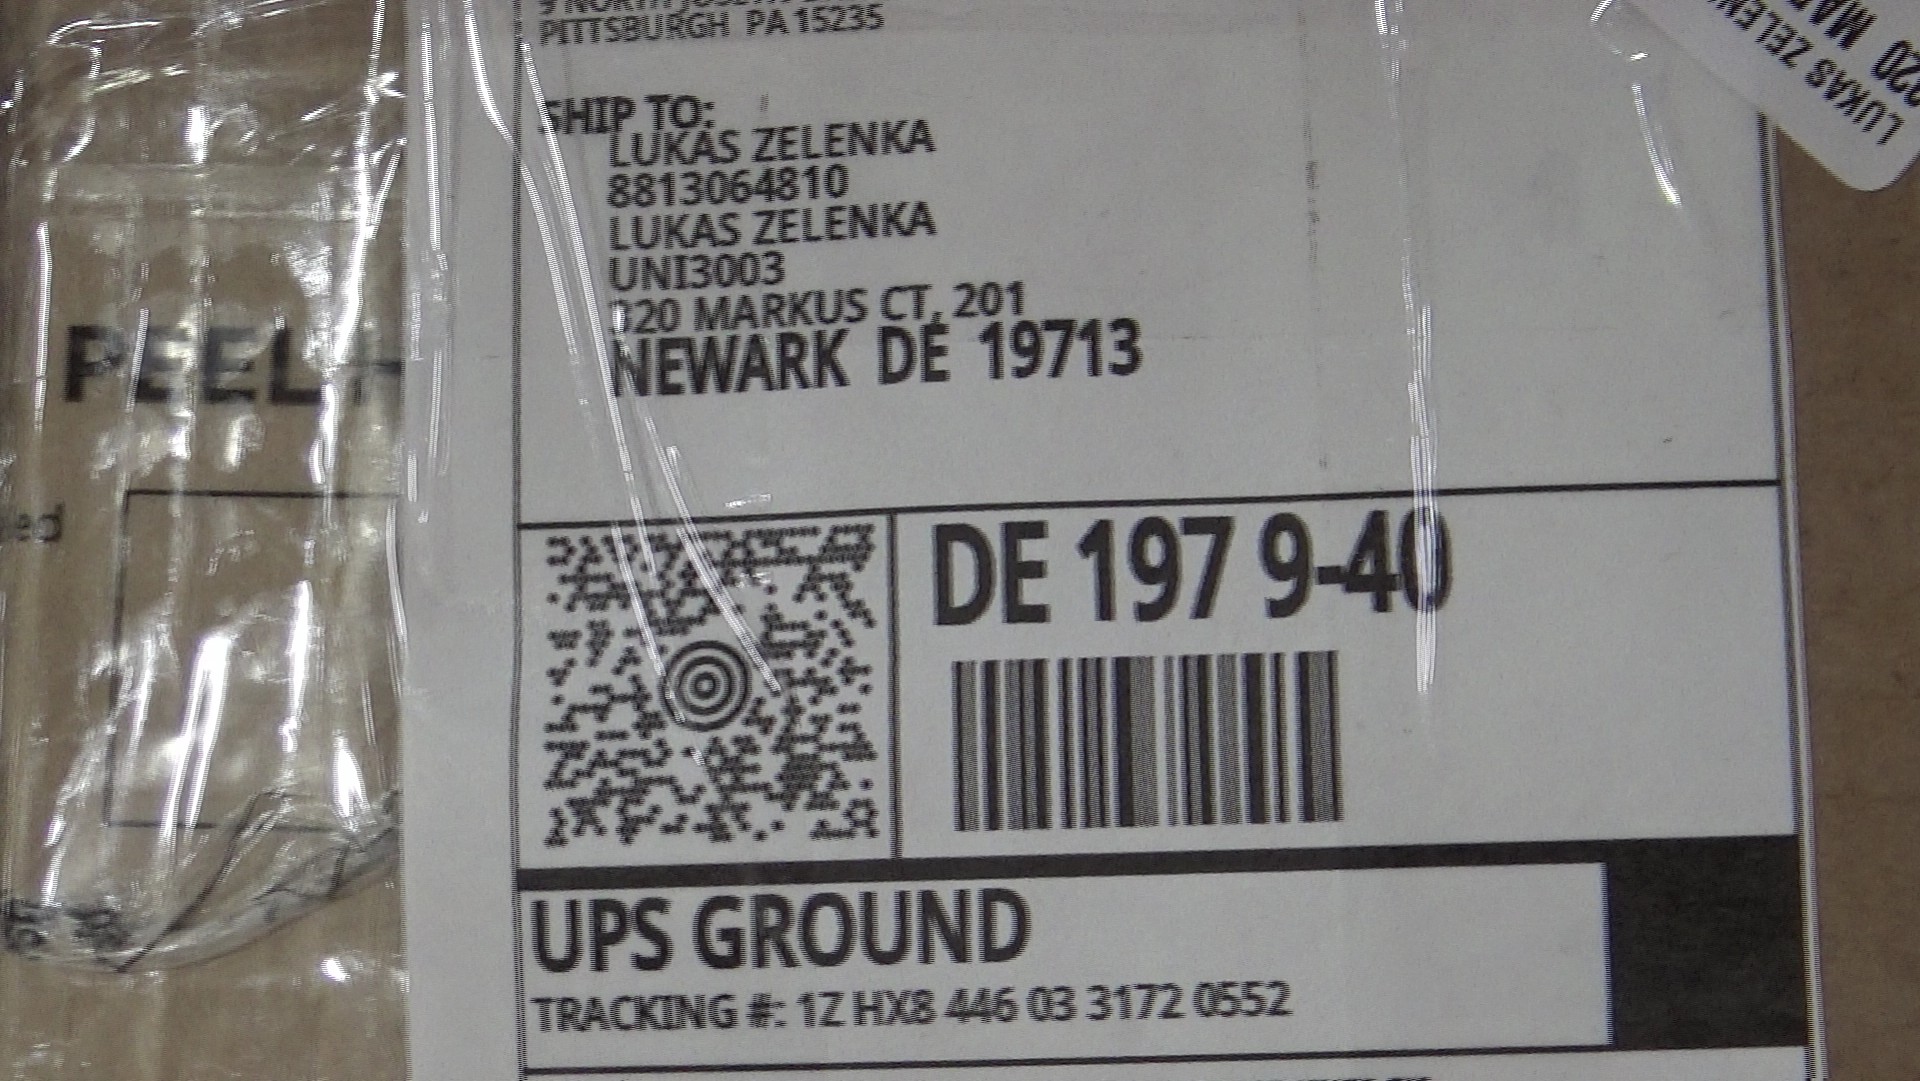 PITTSBURGH PA 15235
SHIP TO:
LUKAS ZELENKA
8813064810
LUKAS ZELENKA
UNI3003
320 MARKUS CT, 201
NEWARK DE 19713
PEEL
DE 197 9-40
UPS GROUND
TRACKING #: 1Z HX8 446 03 3172 0552
LUKAS ZELEN